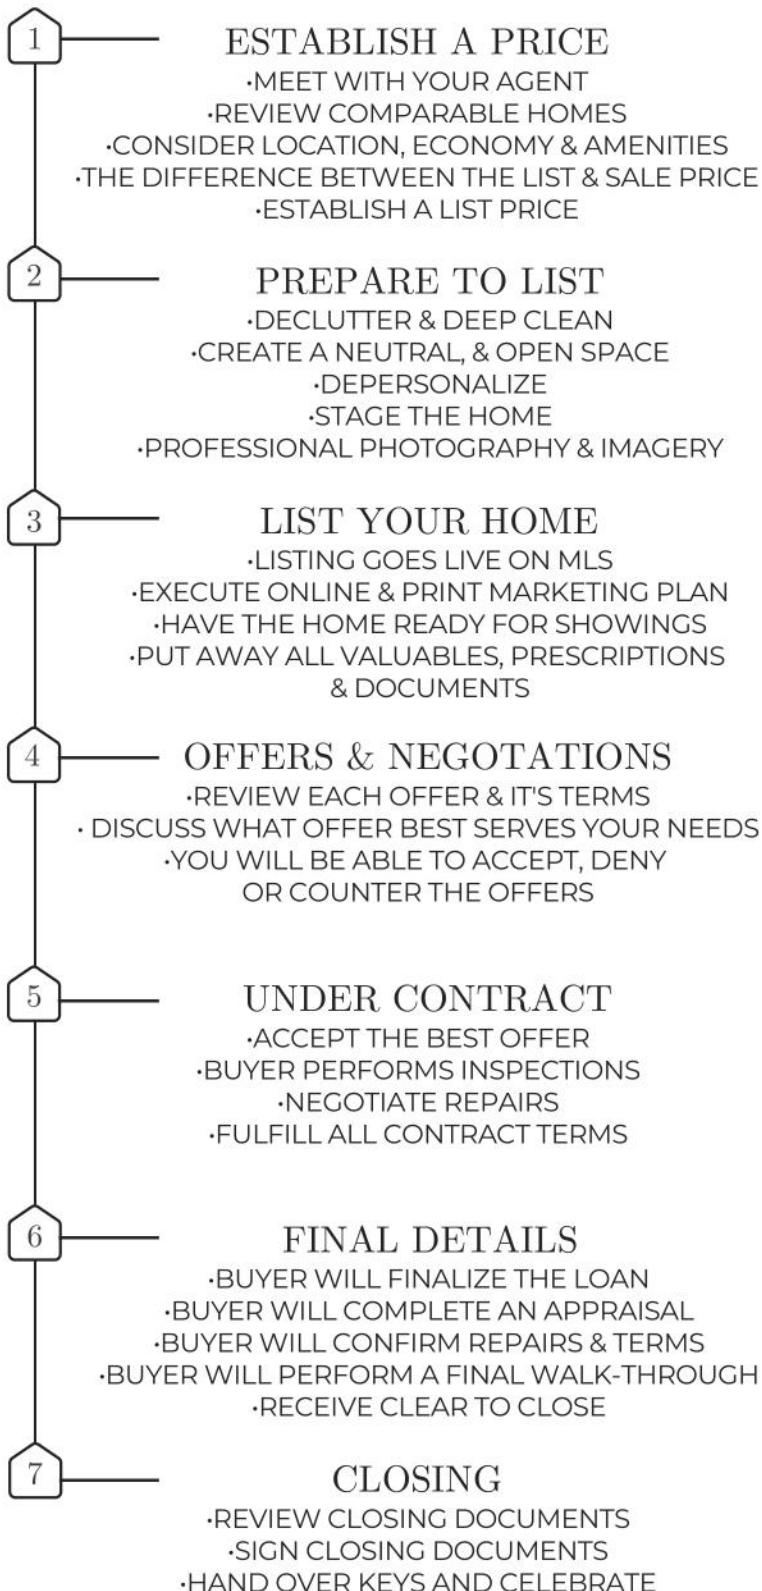 1
ESTABLISH A PRICE
·MEET WITH YOUR AGENT
·REVIEW COMPARABLE HOMES
·CONSIDER LOCATION, ECONOMY & AMENITIES
·THE DIFFERENCE BETWEEN THE LIST & SALE PRICE
·ESTABLISH A LIST PRICE
2
PREPARE TO LIST
·DECLUTTER & DEEP CLEAN
·CREATE A NEUTRAL, & OPEN SPACE
·DEPERSONALIZE
·STAGE THE HOME
·PROFESSIONAL PHOTOGRAPHY & IMAGERY
3
LIST YOUR HOME
·LISTING GOES LIVE ON MLS
·EXECUTE ONLINE & PRINT MARKETING PLAN
·HAVE THE HOME READY FOR SHOWINGS
·PUT AWAY ALL VALUABLES, PRESCRIPTIONS
& DOCUMENTS
4
OFFERS & NEGOTATIONS
·REVIEW EACH OFFER & IT'S TERMS
· DISCUSS WHAT OFFER BEST SERVES YOUR NEEDS
·YOU WILL BE ABLE TO ACCEPT, DENY
OR COUNTER THE OFFERS
5
UNDER CONTRACT
·ACCEPT THE BEST OFFER
·BUYER PERFORMS INSPECTIONS
·NEGOTIATE REPAIRS
·FULFILL ALL CONTRACT TERMS
6
FINAL DETAILS
·BUYER WILL FINALIZE THE LOAN
·BUYER WILL COMPLETE AN APPRAISAL
·BUYER WILL CONFIRM REPAIRS & TERMS
·BUYER WILL PERFORM A FINAL WALK-THROUGH
·RECEIVE CLEAR TO CLOSE
7
CLOSING
·REVIEW CLOSING DOCUMENTS
·SIGN CLOSING DOCUMENTS
·HAND OVER KEYS AND CELEBRATE